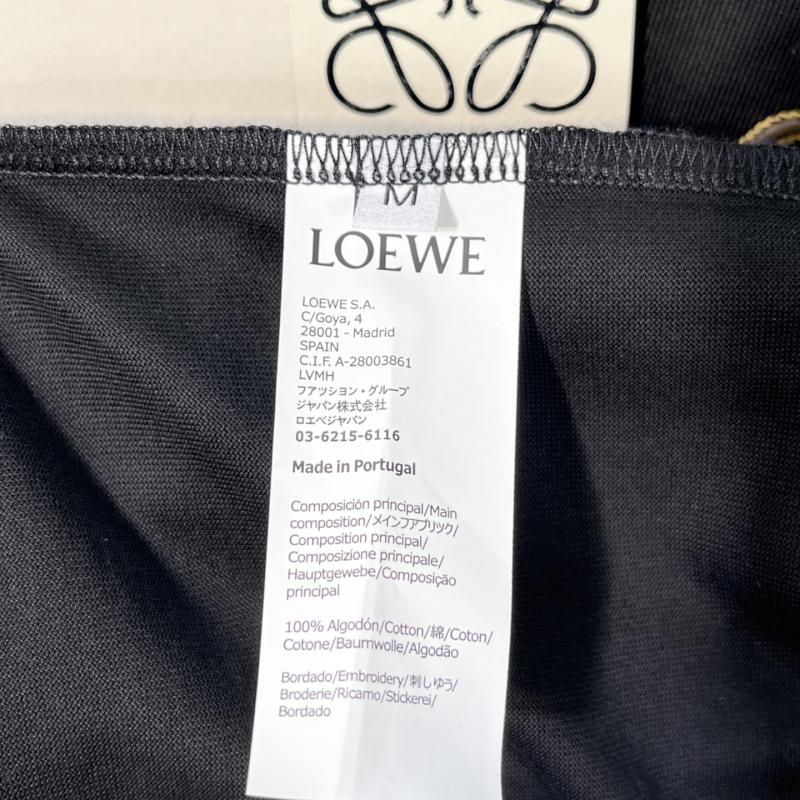 M
LOEWE
LOEWE S.A.
C/Goya, 4
28001 - Madrid
SPAIN
C.I.F. A-28003861
LVMH
ファッション・グループ
ジャパン株式会社
ロエベジャパン
03-6215-6116
Made in Portugal
Composición principal/Main
composition/メインファブリック/
Composition principal/
Composizione principale/
Hauptgewebe/Composição
principal
100% Algodón/Cotton/綿/Coton/
Cotone/Baumwolle/Algodão
Bordado/Embroidery/刺しゆう/
Broderie/Ricamo/Stickerei/
Bordado